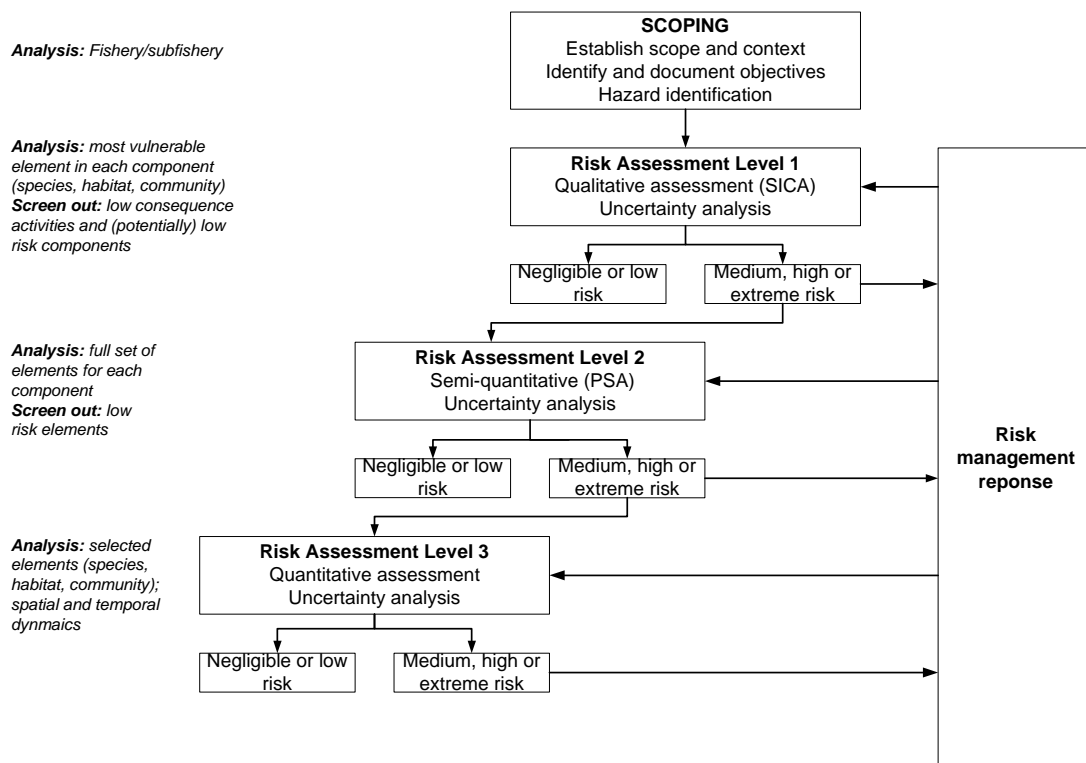 SCOPING
Establish scope and context
Identify and document objectives
Hazard identification
Analysis: Fishery/subfishery
Analysis: most vulnerable
element in each component
(species, habitat, community)
Screen out: low consequence
activities and (potentially) low
risk components
Risk Assessment Level 1
Qualitative assessment (SICA)
Uncertainty analysis
Negligible or low
risk
Medium, high or
extreme risk
Analysis: full set of
elements for each
component
Screen out: low
risk elements
Risk Assessment Level 2
Semi-quantitative (PSA)
Uncertainty analysis
Negligible or low
risk
Medium, high or
extreme risk
Risk
management
reponse
Analysis: selected
elements (species,
habitat, community);
spatial and temporal
dynmaics
Risk Assessment Level 3
Quantitative assessment
Uncertainty analysis
Negligible or low
risk
Medium, high or
extreme risk